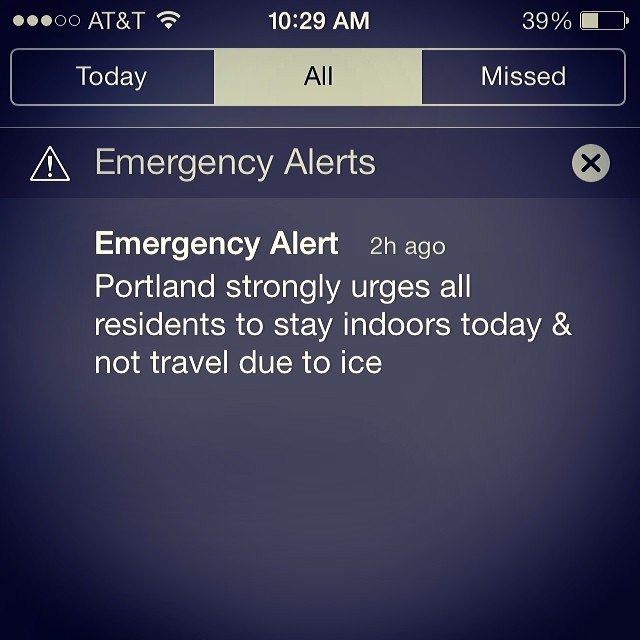 AT&T 10:29 AM 39%
Today All Missed
Emergency Alerts
Emergency Alert 2h ago
Portland strongly urges all
residents to stay indoors today &
not travel due to ice